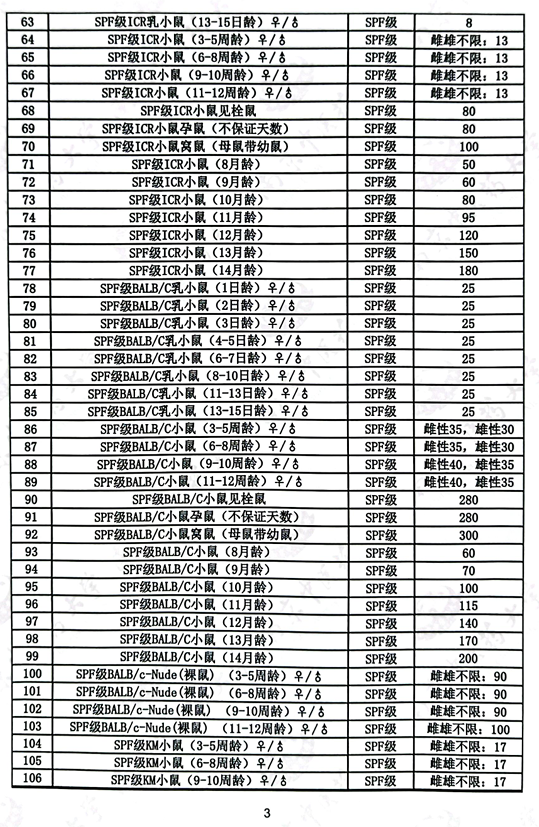 63 SPF级ICR乳小鼠（13-15日龄）♀/♂ SPF级 8
64 SPF级ICR小鼠（3-5周龄）♀/♂ SPF级 雌雄不限：13
65 SPF级ICR小鼠（6-8周龄）♀/♂ SPF级 雌雄不限：13
66 SPF级ICR小鼠（9-10周龄）♀/♂ SPF级 雌雄不限：13
67 SPF级ICR小鼠（11-12周龄）♀/♂ SPF级 雌雄不限：13
68 SPF级ICR小鼠见栓鼠 SPF级 80
69 SPF级ICR小鼠孕鼠（不保证天数） SPF级 80
70 SPF级ICR小鼠窝鼠（母鼠带幼鼠） SPF级 100
71 SPF级ICR小鼠（8月龄） SPF级 50
72 SPF级ICR小鼠（9月龄） SPF级 60
73 SPF级ICR小鼠（10月龄） SPF级 80
74 SPF级ICR小鼠（11月龄） SPF级 95
75 SPF级ICR小鼠（12月龄） SPF级 120
76 SPF级ICR小鼠（13月龄） SPF级 150
77 SPF级ICR小鼠（14月龄） SPF级 180
78 SPF级BALB/C乳小鼠（1日龄）♀/♂ SPF级 25
79 SPF级BALB/C乳小鼠（2日龄）♀/♂ SPF级 25
80 SPF级BALB/C乳小鼠（3日龄）♀/♂ SPF级 25
81 SPF级BALB/C乳小鼠（4-5日龄）♀/♂ SPF级 25
82 SPF级BALB/C乳小鼠（6-7日龄）♀/♂ SPF级 25
83 SPF级BALB/C乳小鼠（8-10日龄）♀/♂ SPF级 25
84 SPF级BALB/C乳小鼠（11-13日龄）♀/♂ SPF级 25
85 SPF级BALB/C乳小鼠（13-15日龄）♀/♂ SPF级 25
86 SPF级BALB/C小鼠（3-5周龄）♀/♂ SPF级 雌性35，雄性30
87 SPF级BALB/C小鼠（6-8周龄）♀/♂ SPF级 雌性35，雄性30
88 SPF级BALB/C小鼠（9-10周龄）♀/♂ SPF级 雌性40，雄性35
89 SPF级BALB/C小鼠（11-12周龄）♀/♂ SPF级 雌性40，雄性35
90 SPF级BALB/C小鼠见栓鼠 SPF级 280
91 SPF级BALB/C小鼠孕鼠（不保证天数） SPF级 280
92 SPF级BALB/C小鼠窝鼠（母鼠带幼鼠） SPF级 300
93 SPF级BALB/C小鼠（8月龄） SPF级 60
94 SPF级BALB/C小鼠（9月龄） SPF级 70
95 SPF级BALB/C小鼠（10月龄） SPF级 100
96 SPF级BALB/C小鼠（11月龄） SPF级 115
97 SPF级BALB/C小鼠（12月龄） SPF级 140
98 SPF级BALB/C小鼠（13月龄） SPF级 170
99 SPF级BALB/C小鼠（14月龄） SPF级 200
100 SPF级BALB/c-Nude(裸鼠)（3-5周龄）♀/♂ SPF级 雌雄不限：90
101 SPF级BALB/c-Nude(裸鼠)（6-8周龄）♀/♂ SPF级 雌雄不限：90
102 SPF级BALB/c-Nude(裸鼠)（9-10周龄）♀/♂ SPF级 雌雄不限：90
103 SPF级BALB/c-Nude(裸鼠)（11-12周龄）♀/♂ SPF级 雌雄不限：100
104 SPF级KM小鼠（3-5周龄）♀/♂ SPF级 雌雄不限：17
105 SPF级KM小鼠（6-8周龄）♀/♂ SPF级 雌雄不限：17
106 SPF级KM小鼠（9-10周龄）♀/♂ SPF级 雌雄不限：17
3